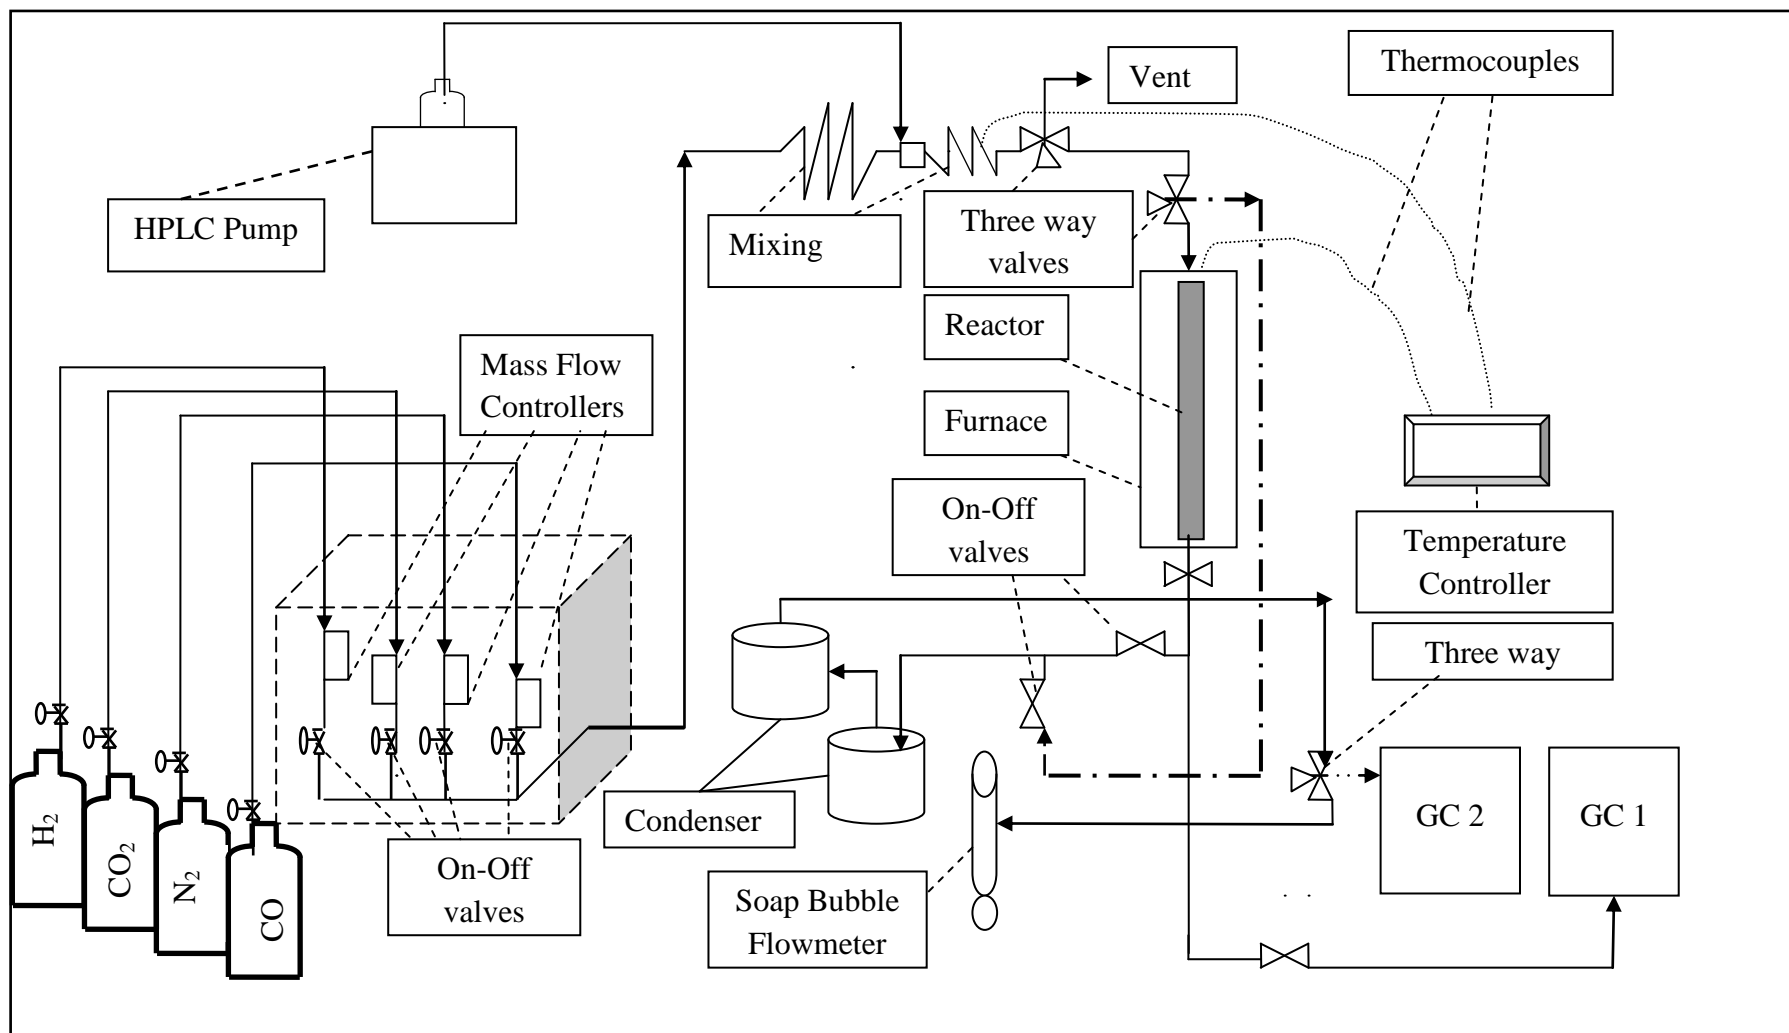 Thermocouples
Vent
HPLC Pump
Mixing
Three way
valves
Reactor
Mass Flow
Controllers
Furnace
On-Off
valves
Temperature
Controller
Three way
H2
CO2
N2
CO
Condenser
GC 2
GC 1
On-Off
valves
Soap Bubble
Flowmeter